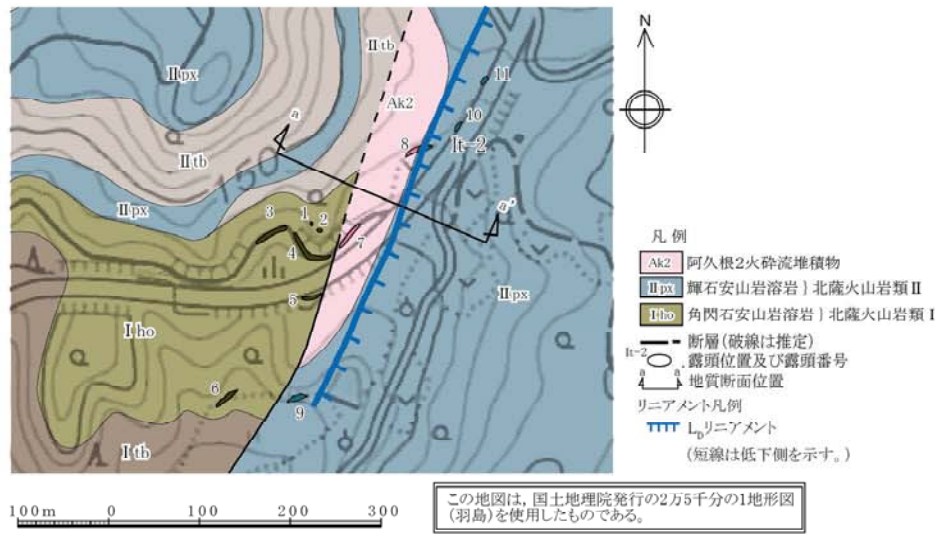 Ⅱpx
Ⅱtb
Ak2
11
N
a
10
It-2
8
Ⅱtb
150
Ⅱpx
3
1
2
4
7
a'
5
Ⅱpx
Ⅰho
6
9
Ⅰtb
凡 例
Ak2 阿久根2火砕流堆積物
Ⅱpx 輝石安山岩溶岩}北薩火山岩類Ⅱ
Ⅰho 角閃石安山岩溶岩}北薩火山岩類Ⅰ
断層(破線は推定)
It-2 露頭位置及び露頭番号
a a' 地質断面位置
リニアメント凡例
LDリニアメント
(短線は低下側を示す。)
100m 0 100 200 300
この地図は,国土地理院発行の2万5千分の1地形図
(羽島)を使用したものである。